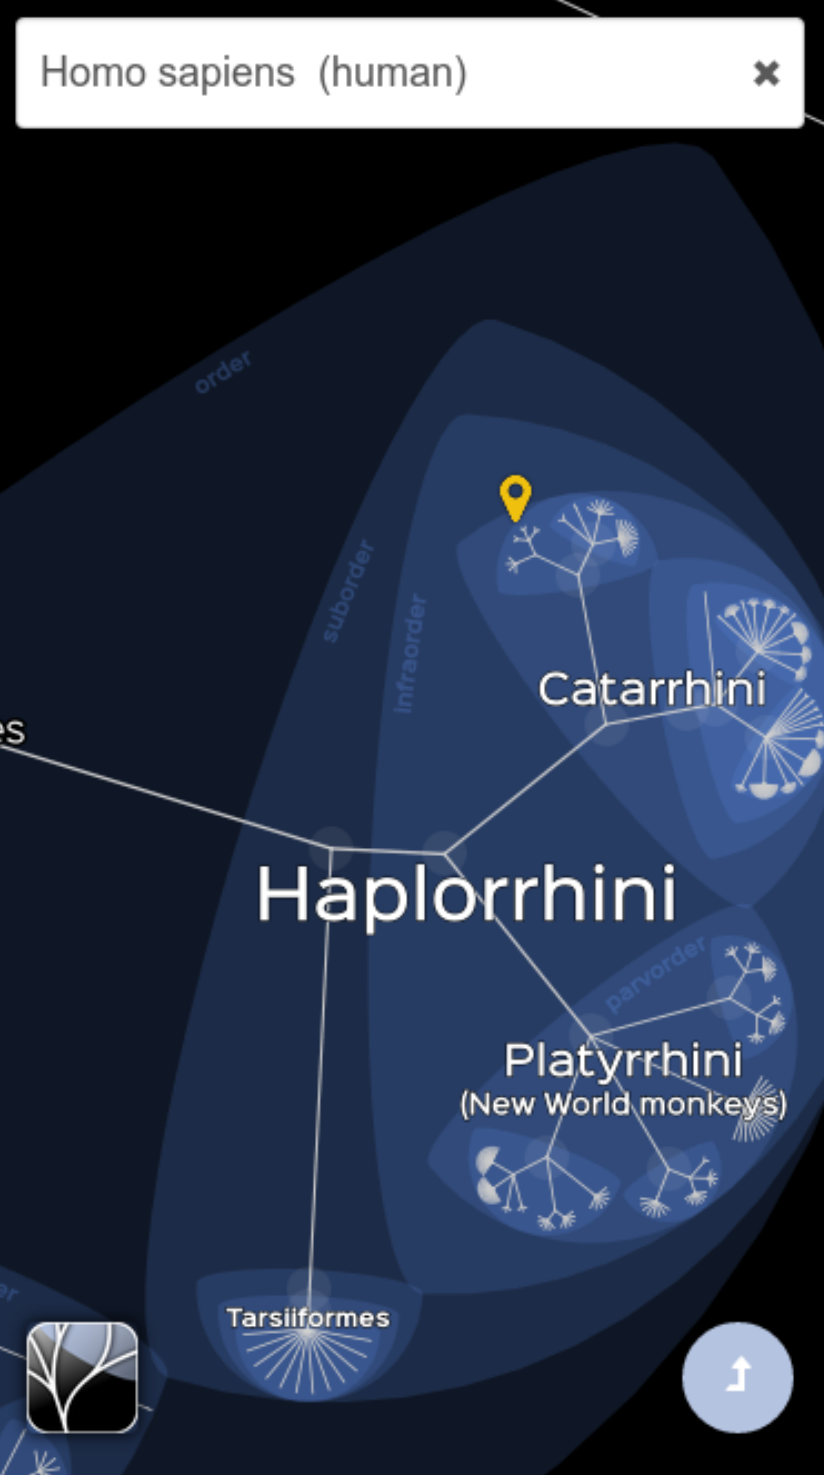 Homo sapiens (human)
order
suborder
infraorder
Catarrhini
es
Haplorrhini
parvorder
Platyrrhini
(New World monkeys)
er
Tarsiiformes